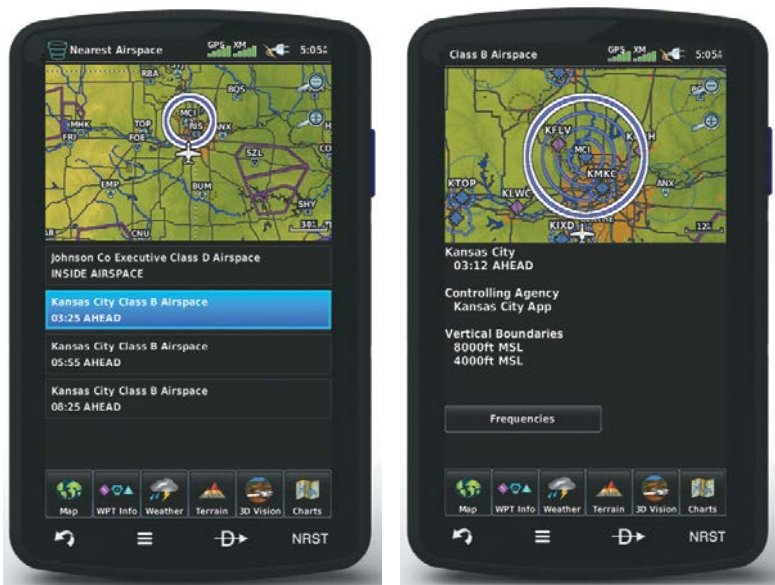 Nearest Airspace
GPS XM
5:05
RBA
BQS
MCI
MHK
TOP
RIS
ANX
FRI
FOE
SZL
EMP
BUM
SHY
CNU
30
Johnson Co Executive Class D Airspace
INSIDE AIRSPACE
Kansas City Class B Airspace
03:25 AHEAD
Kansas City Class B Airspace
05:55 AHEAD
Kansas City Class B Airspace
08:25 AHEAD
Map
WPT Info
Weather
Terrain
3D Vision
Charts
NRST
Class B Airspace
GPS XM
5:05
KFLV
MCI
KMKC
KTOP
KLWC
ANX
KIXD
12
Kansas City
03:12 AHEAD
Controlling Agency
Kansas City App
Vertical Boundaries
8000ft MSL
4000ft MSL
Frequencies
Map
WPT Info
Weather
Terrain
3D Vision
Charts
NRST